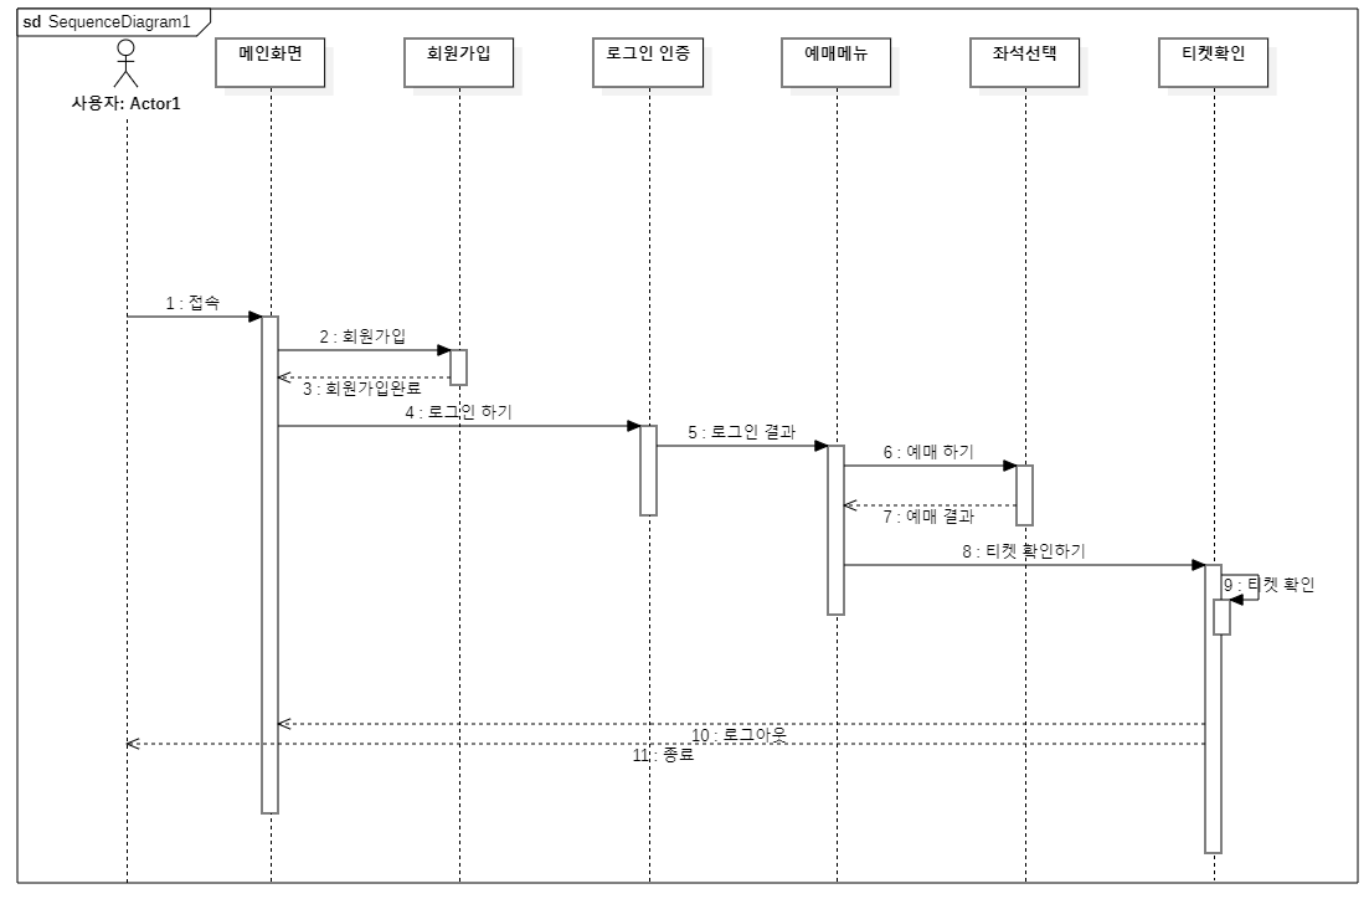 sd SequenceDiagram1
메인화면
회원가입
로그인 인증
예매메뉴
좌석선택
티켓확인
사용자: Actor1
1 : 접속
2 : 회원가입
3 : 회원가입완료
4 : 로그인 하기
5 : 로그인 결과
6 : 예매 하기
7 : 예매 결과
8 : 티켓 확인하기
9 : 티켓 확인
10 : 로그아웃
11 : 종료